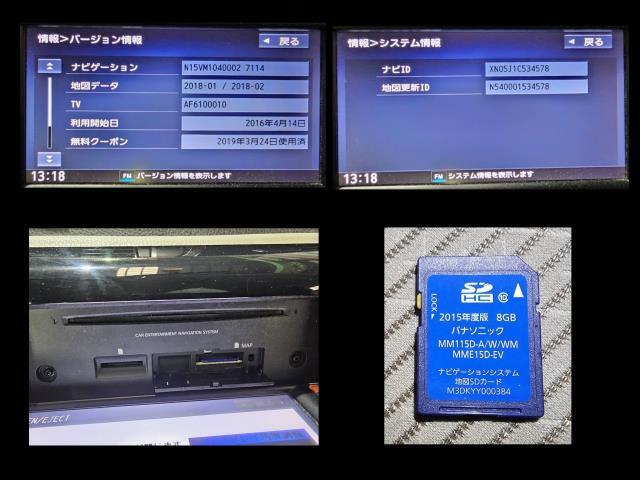 情報>バージョン情報
戻る
ナビゲーション N15VM1040002 7114
地図データ 2018-01 / 2018-02
TV AF6100010
利用開始日 2016年4月14日
無料クーポン 2019年3月24日使用済
13:18 FM バージョン情報を表示します
情報>システム情報
戻る
ナビID XN05J1C534578
地図更新ID N540001534578
13:18 FM システム情報を表示します
CAR ENTERTAINMENT NAVIGATION SYSTEM
MAP
EN/EJECT
LOCK
SD
HC
10
2015年度版 8GB
パナソニック
MM115D-A/W/WM
MME15D-EV
ナビゲーションシステム
地図SDカード
M3DKYY000384